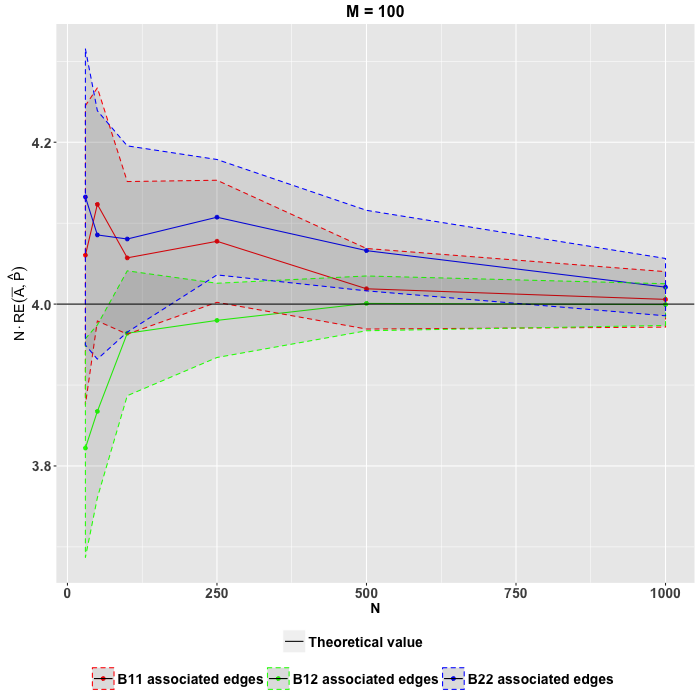 M = 100
N · RE(A̅, P̂)
4.2
4.0
3.8
0 250 500 750 1000
N
Theoretical value
B11 associated edges B12 associated edges B22 associated edges